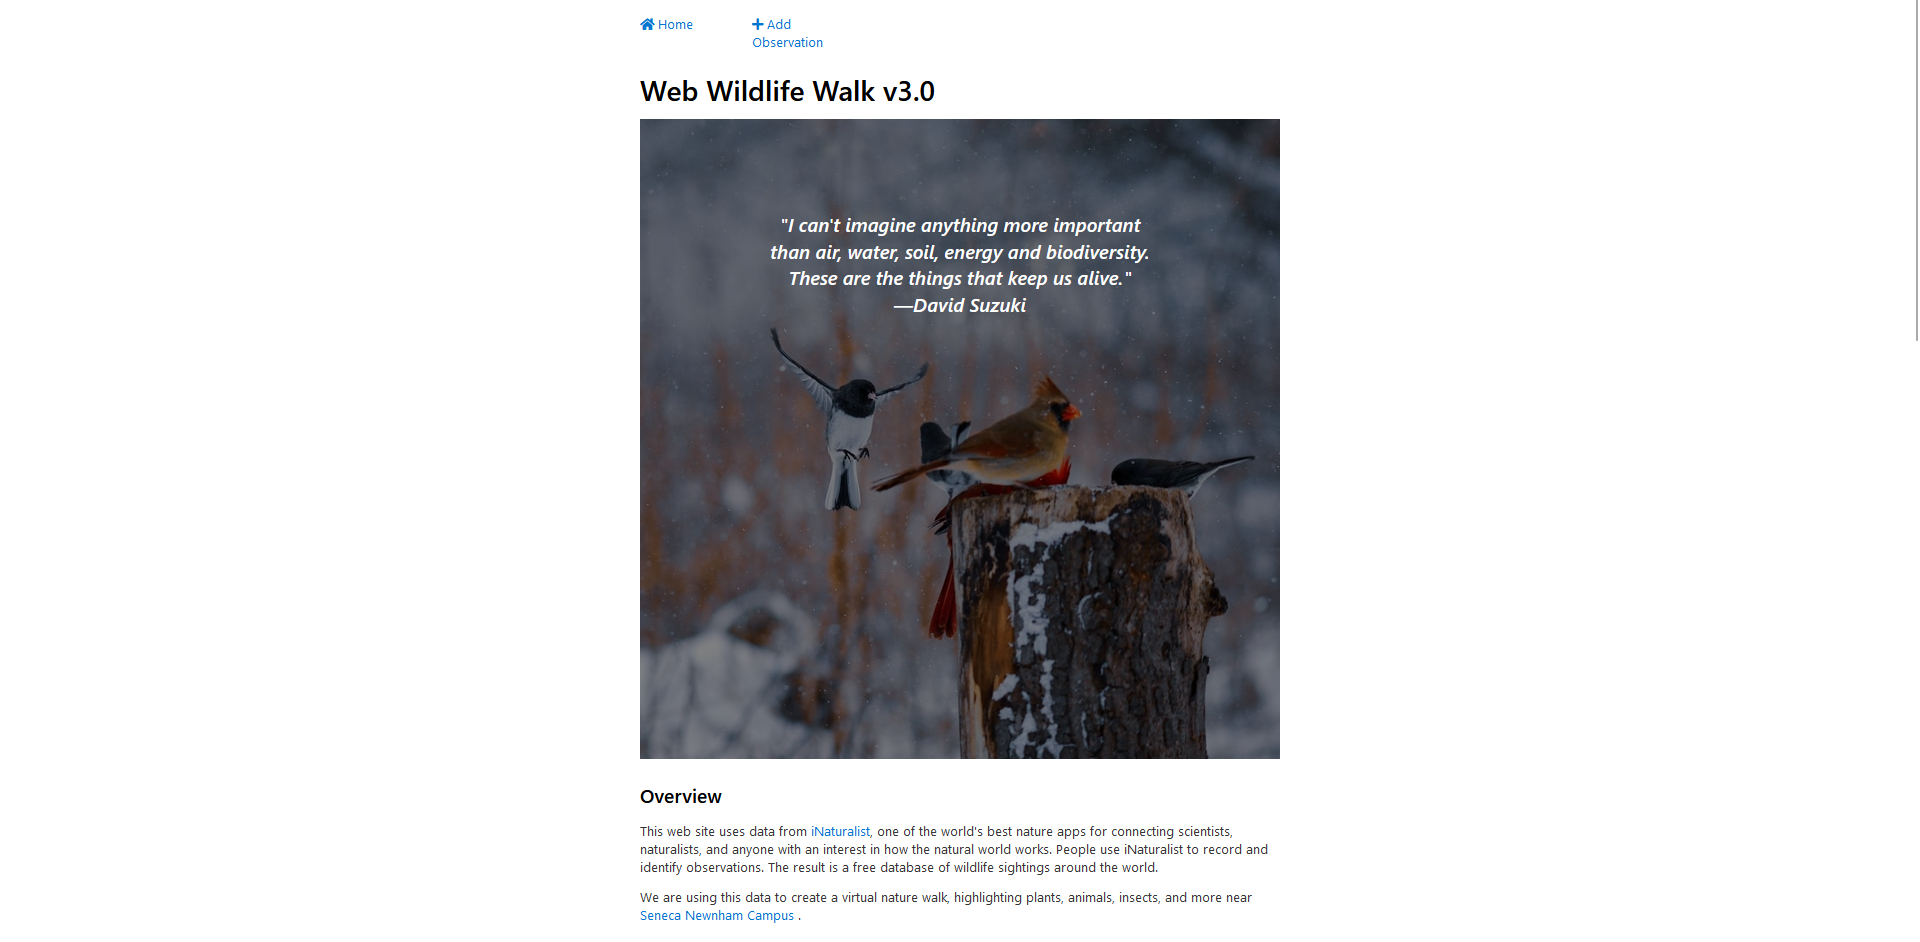 Home
Add
Observation
Web Wildlife Walk v3.0
"I can't imagine anything more important
than air, water, soil, energy and biodiversity.
These are the things that keep us alive."
—David Suzuki
Overview
This web site uses data from iNaturalist, one of the world's best nature apps for connecting scientists,
naturalists, and anyone with an interest in how the natural world works. People use iNaturalist to record and
identify observations. The result is a free database of wildlife sightings around the world.
We are using this data to create a virtual nature walk, highlighting plants, animals, insects, and more near
Seneca Newnham Campus .